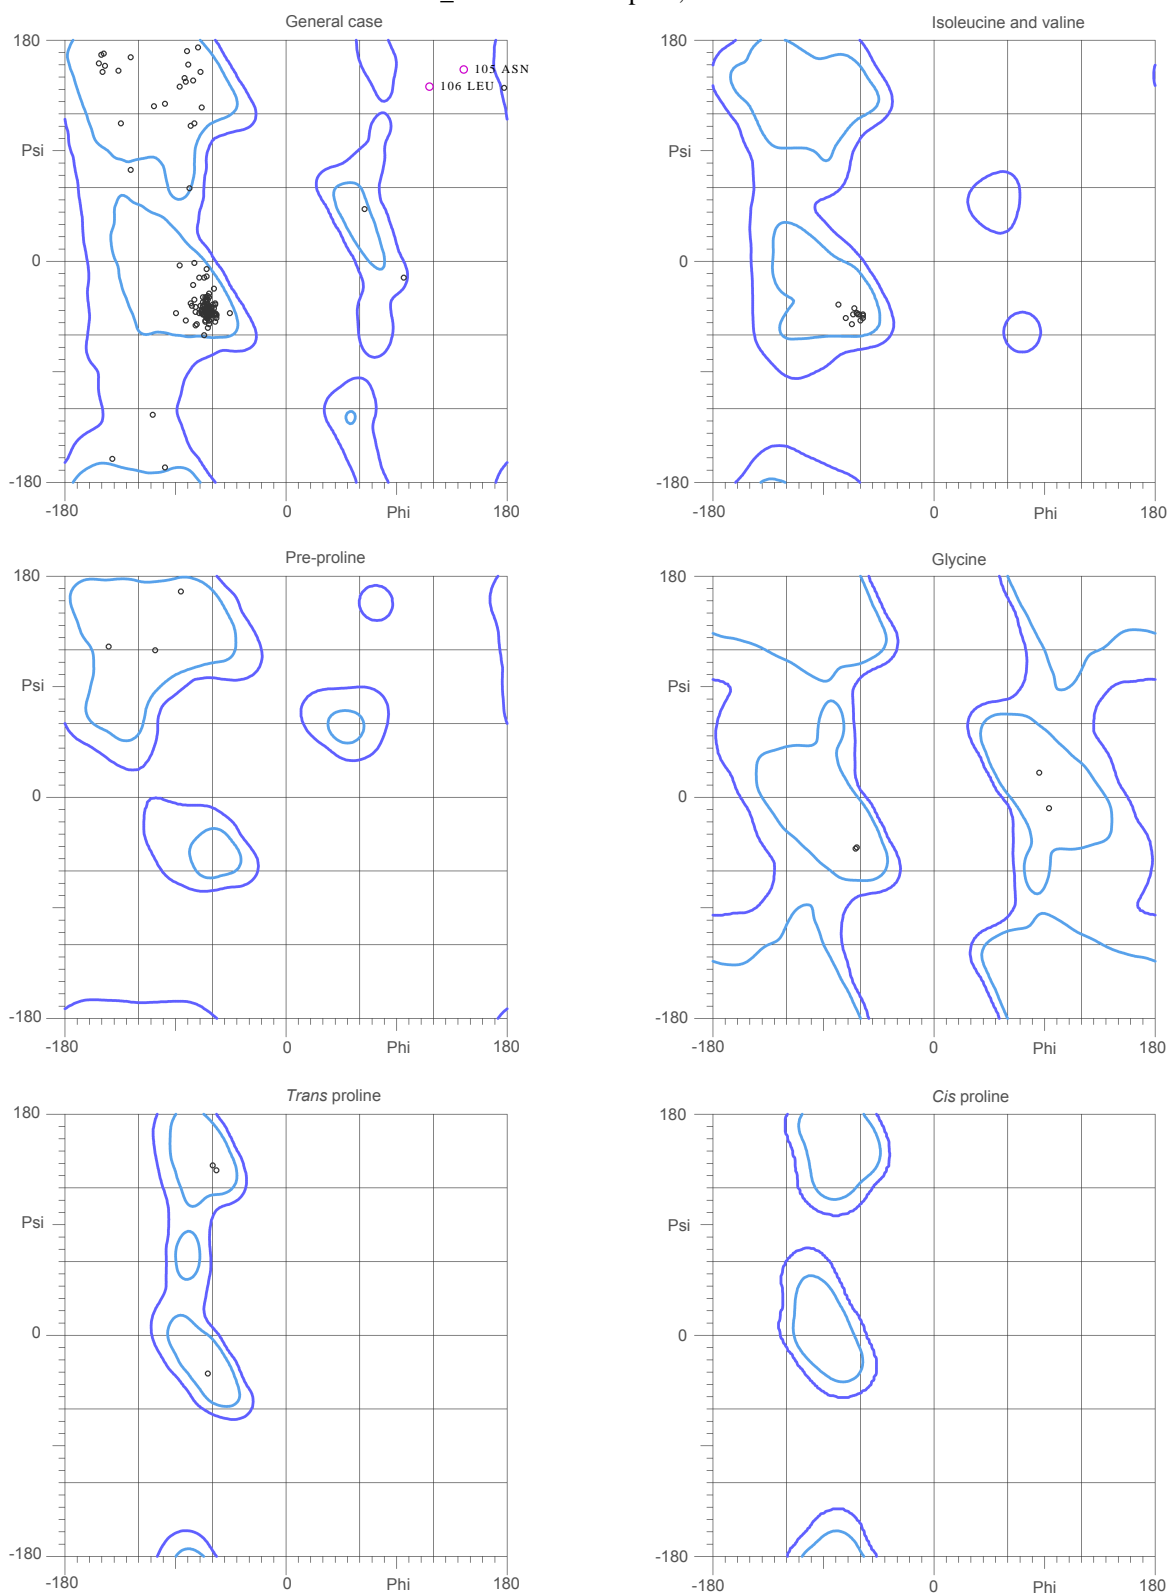 General case
Isoleucine and valine
180
180
105 ASN
106 LEU
Psi
Psi
0
0
-180
-180
-180
0
Phi
180
-180
0
Phi
180
Pre-proline
Glycine
180
180
Psi
Psi
0
0
-180
-180
-180
0
Phi
180
-180
0
Phi
180
Trans proline
Cis proline
180
180
Psi
Psi
0
0
-180
-180
-180
0
Phi
180
-180
0
Phi
180